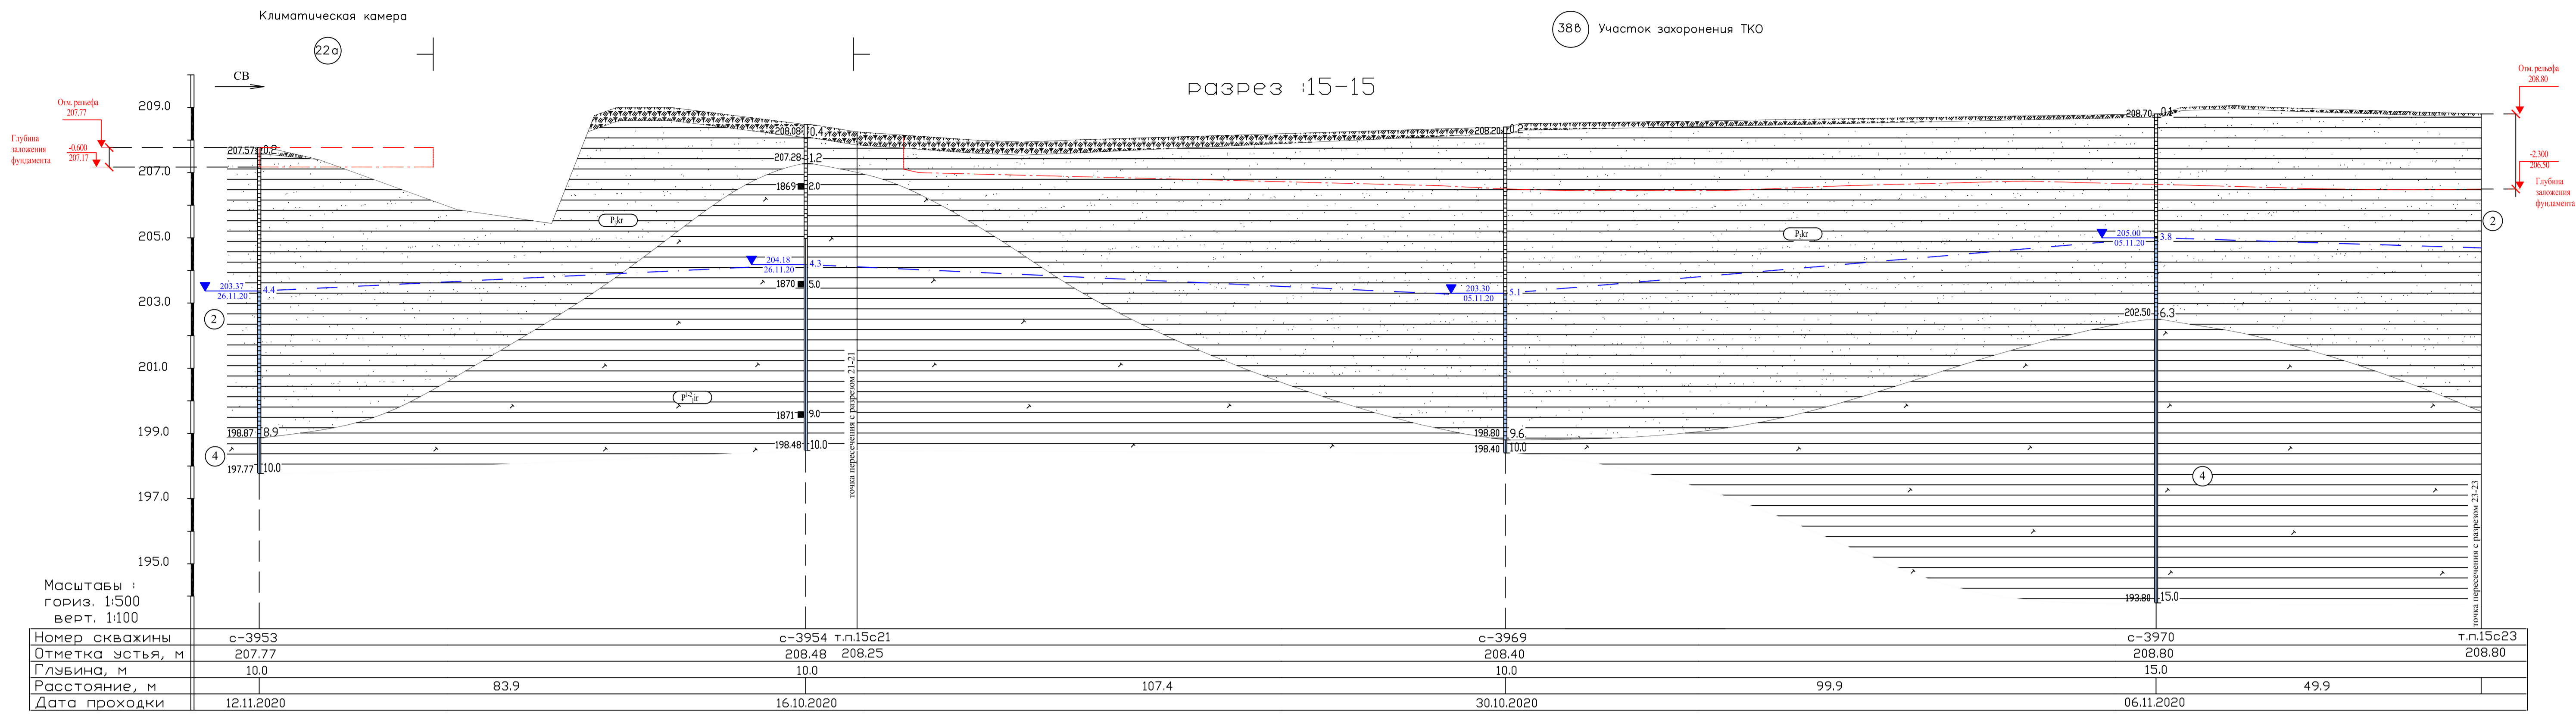 Климатическая камера
22а
38в Участок захоронения ТКО
СВ
разрез :15-15
Отм. рельефа
207.77
Глубина
заложения
фундамента
-0.600
207.17
Отм. рельефа
208.80
-2.300
206.50
Глубина
заложения
фундамента
209.0
207.0
205.0
203.0
201.0
199.0
197.0
195.0
207.57 0.2
203.37 4.4
26.11.20
2
198.87 8.9
4
197.77 10.0
P₁kr
208.08 0.4
207.28 1.2
1869 2.0
204.18 4.3
26.11.20
1870 5.0
P¹⁻²₁ir
1871 9.0
198.48 10.0
точка пересечения с разрезом 21-21
208.20 0.2
203.30 5.1
05.11.20
198.80 9.6
198.40 10.0
P₁kr
208.70 0.1
205.00 3.8
05.11.20
202.50 6.3
193.80 15.0
2
4
точка пересечения с разрезом 23-23
Масштабы :
гориз. 1:500
верт. 1:100
Номер скважины с-3953 с-3954 т.п.15с21 с-3969 с-3970 т.п.15с23
Отметка устья, м 207.77 208.48 208.25 208.40 208.80 208.80
Глубина, м 10.0 10.0 10.0 15.0
Расстояние, м 83.9 107.4 99.9 49.9
Дата проходки 12.11.2020 16.10.2020 30.10.2020 06.11.2020